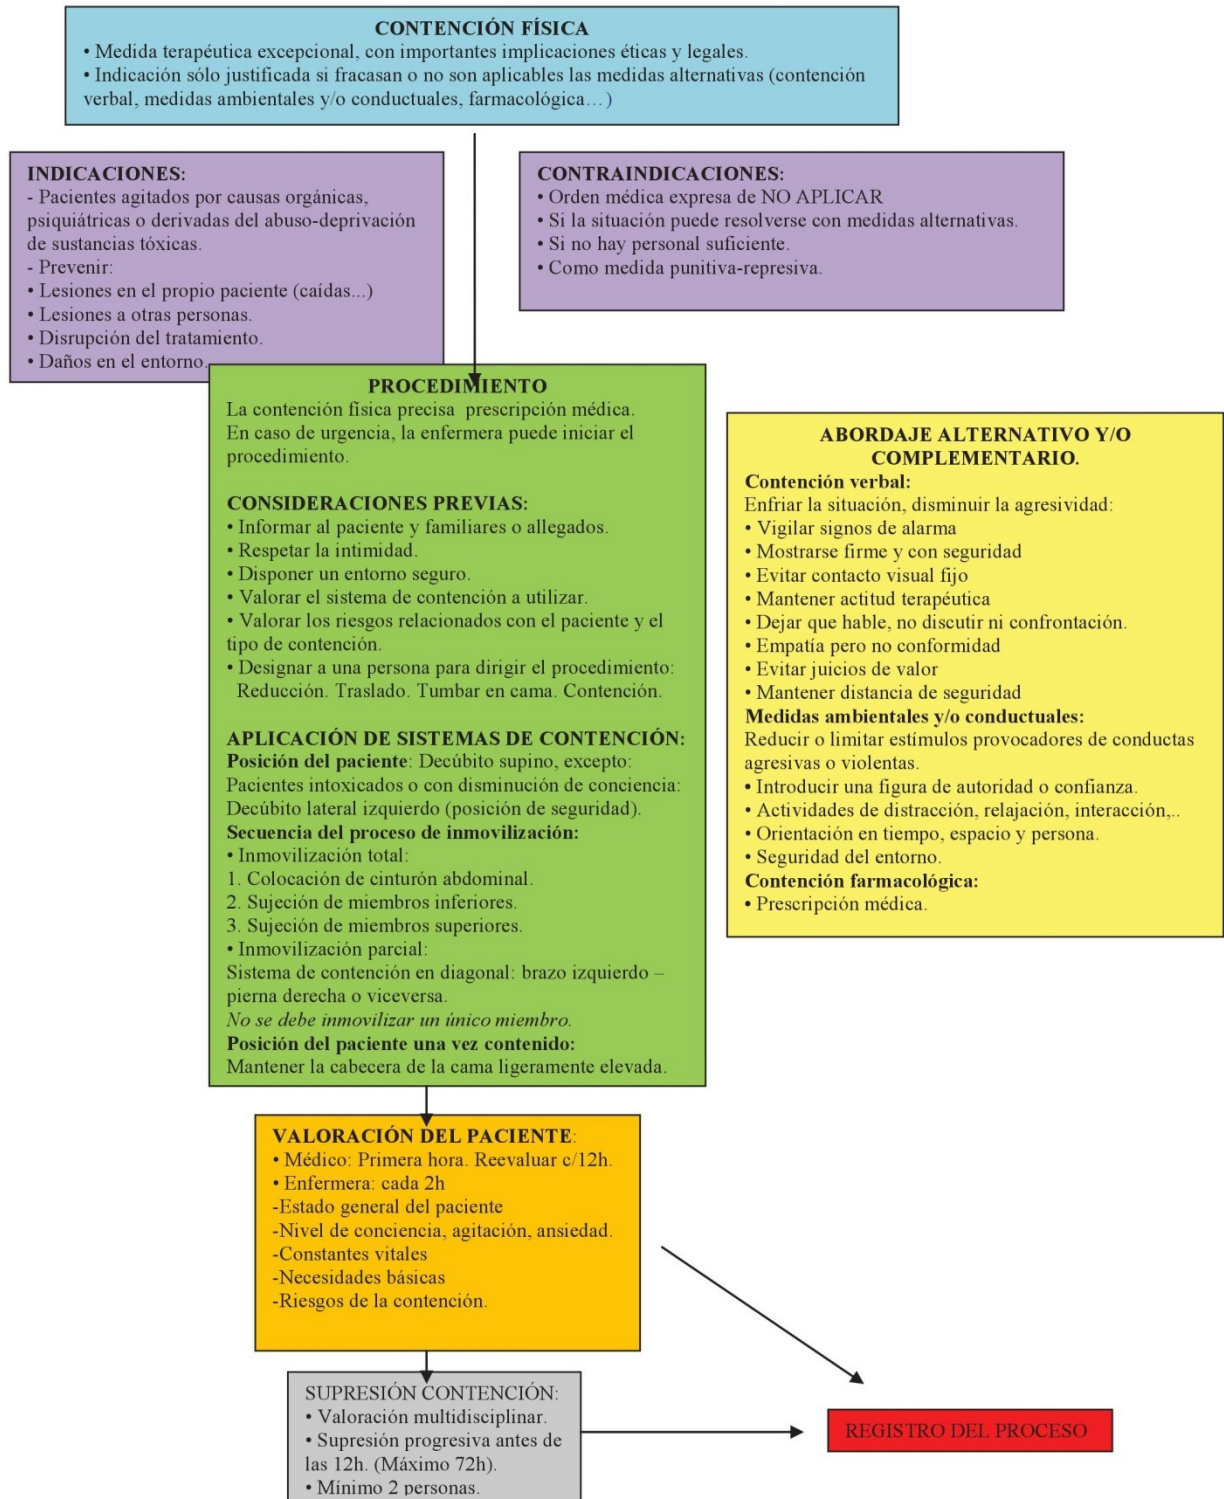 CONTENCIÓN FÍSICA
• Medida terapéutica excepcional, con importantes implicaciones éticas y legales.
• Indicación sólo justificada si fracasan o no son aplicables las medidas alternativas (contención
verbal, medidas ambientales y/o conductuales, farmacológica…)
INDICACIONES:
- Pacientes agitados por causas orgánicas,
psiquiátricas o derivadas del abuso-deprivación
de sustancias tóxicas.
- Prevenir:
• Lesiones en el propio paciente (caídas...)
• Lesiones a otras personas.
• Disrupción del tratamiento.
• Daños en el entorno.
CONTRAINDICACIONES:
• Orden médica expresa de NO APLICAR
• Si la situación puede resolverse con medidas alternativas.
• Si no hay personal suficiente.
• Como medida punitiva-represiva.
PROCEDIMIENTO
La contención física precisa prescripción médica.
En caso de urgencia, la enfermera puede iniciar el
procedimiento.
CONSIDERACIONES PREVIAS:
• Informar al paciente y familiares o allegados.
• Respetar la intimidad.
• Disponer un entorno seguro.
• Valorar el sistema de contención a utilizar.
• Valorar los riesgos relacionados con el paciente y el
tipo de contención.
• Designar a una persona para dirigir el procedimiento:
Reducción. Traslado. Tumbar en cama. Contención.
APLICACIÓN DE SISTEMAS DE CONTENCIÓN:
Posición del paciente: Decúbito supino, excepto:
Pacientes intoxicados o con disminución de conciencia:
Decúbito lateral izquierdo (posición de seguridad).
Secuencia del proceso de inmovilización:
• Inmovilización total:
1. Colocación de cinturón abdominal.
2. Sujeción de miembros inferiores.
3. Sujeción de miembros superiores.
• Inmovilización parcial:
Sistema de contención en diagonal: brazo izquierdo –
pierna derecha o viceversa.
No se debe inmovilizar un único miembro.
Posición del paciente una vez contenido:
Mantener la cabecera de la cama ligeramente elevada.
ABORDAJE ALTERNATIVO Y/O
COMPLEMENTARIO.
Contención verbal:
Enfriar la situación, disminuir la agresividad:
• Vigilar signos de alarma
• Mostrarse firme y con seguridad
• Evitar contacto visual fijo
• Mantener actitud terapéutica
• Dejar que hable, no discutir ni confrontación.
• Empatía pero no conformidad
• Evitar juicios de valor
• Mantener distancia de seguridad
Medidas ambientales y/o conductuales:
Reducir o limitar estímulos provocadores de conductas
agresivas o violentas.
• Introducir una figura de autoridad o confianza.
• Actividades de distracción, relajación, interacción,..
• Orientación en tiempo, espacio y persona.
• Seguridad del entorno.
Contención farmacológica:
• Prescripción médica.
VALORACIÓN DEL PACIENTE:
• Médico: Primera hora. Reevaluar c/12h.
• Enfermera: cada 2h
-Estado general del paciente
-Nivel de conciencia, agitación, ansiedad.
-Constantes vitales
-Necesidades básicas
-Riesgos de la contención.
SUPRESIÓN CONTENCIÓN:
• Valoración multidisciplinar.
• Supresión progresiva antes de
las 12h. (Máximo 72h).
• Mínimo 2 personas.
REGISTRO DEL PROCESO